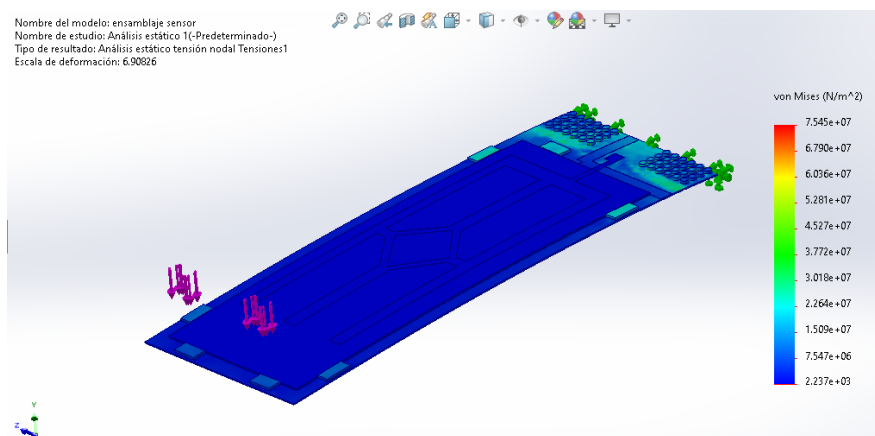 Nombre del modelo: ensamblaje sensor
Nombre de estudio: Análisis estático 1(-Predeterminado-)
Tipo de resultado: Análisis estático tensión nodal Tensiones1
Escala de deformación: 6.90826
von Mises (N/m^2)
7.545e+07
6.790e+07
6.036e+07
5.281e+07
4.527e+07
3.772e+07
3.018e+07
2.264e+07
1.509e+07
7.547e+06
2.237e+03
Y
Z